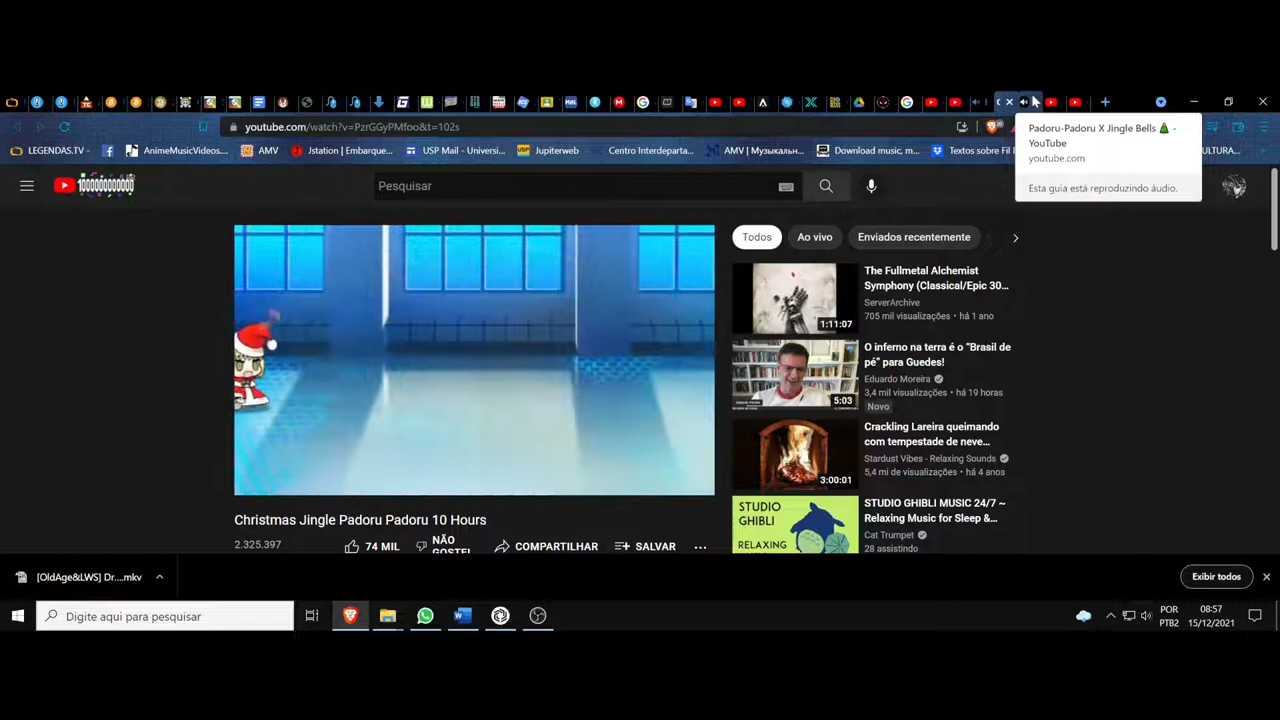 youtube.com/watch?v=PzrGGyPMfoo&t=102s
Padoru-Padoru X Jingle Bells 🎄 -
YouTube
youtube.com
Esta guia está reproduzindo áudio.
LEGENDAS.TV -
AnimeMusicVideos...
AMV
Jstation | Embarque...
USP Mail - Universi...
Jupiterweb
Centro Interdeparta...
AMV | Музыкальн...
Download music, m...
Textos sobre Fil
CULTURA...
Pesquisar
Todos
Ao vivo
Enviados recentemente
The Fullmetal Alchemist
Symphony (Classical/Epic 30...
ServerArchive
705 mil visualizações • há 1 ano
1:11:07
O inferno na terra é o “Brasil de
pé” para Guedes!
Eduardo Moreira
3,4 mil visualizações • há 19 horas
Novo
5:03
Crackling Lareira queimando
com tempestade de neve...
Stardust Vibes - Relaxing Sounds
5,4 mi de visualizações • há 4 anos
3:00:01
STUDIO GHIBLI MUSIC 24/7 ~
Relaxing Music for Sleep &...
Cat Trumpet
28 assistindo
STUDIO
GHIBLI
RELAXING
Christmas Jingle Padoru Padoru 10 Hours
2.325.397
74 MIL
NÃO
GOSTEI
COMPARTILHAR
SALVAR
[OldAge&LWS] Dr....mkv
Exibir todos
Digite aqui para pesquisar
POR
PTB2
08:57
15/12/2021